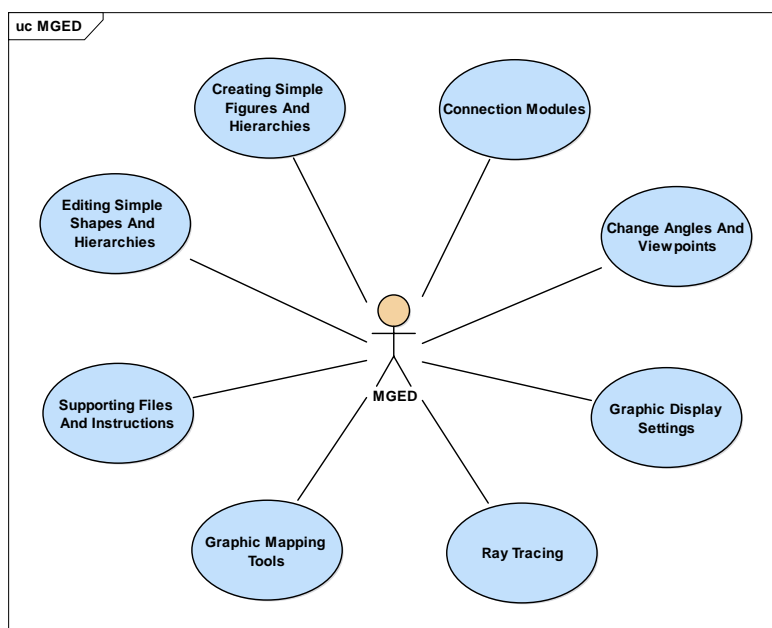 uc MGED
Creating Simple
Figures And
Hierarchies
Connection Modules
Editing Simple
Shapes And
Hierarchies
Change Angles And
Viewpoints
MGED
Supporting Files
And Instructions
Graphic Display
Settings
Graphic Mapping
Tools
Ray Tracing